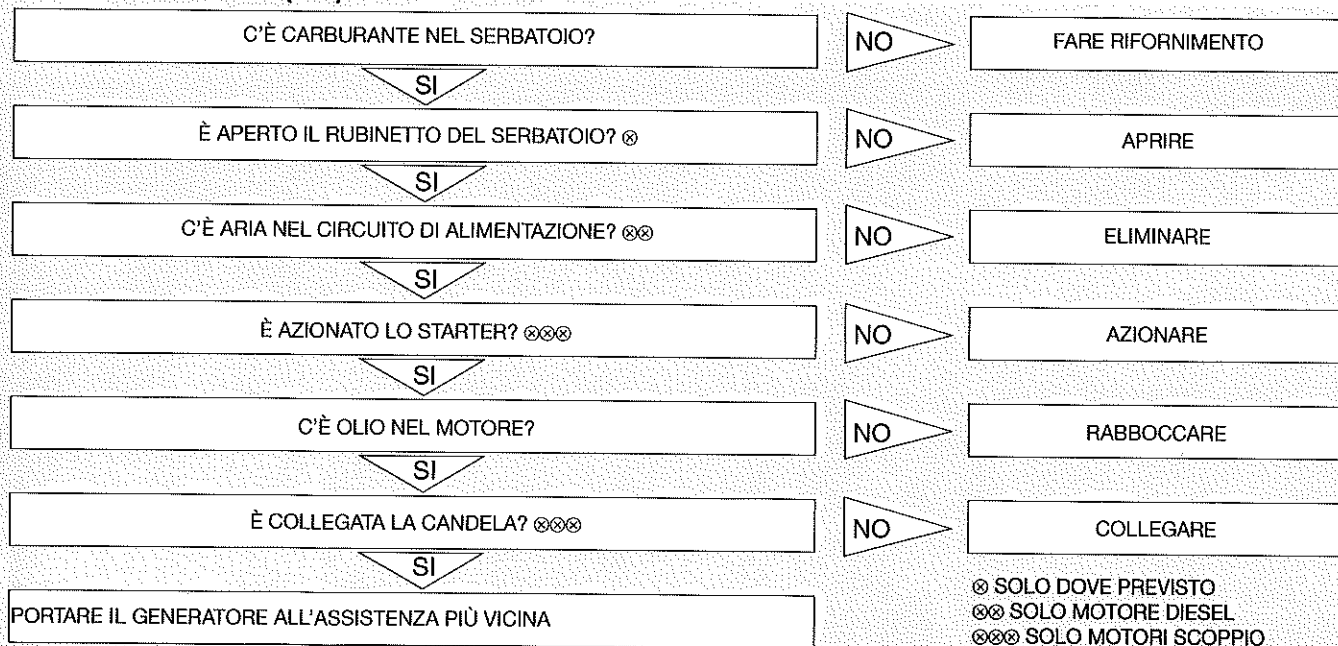 C'È CARBURANTE NEL SERBATOIO?
NO
FARE RIFORNIMENTO
SI
È APERTO IL RUBINETTO DEL SERBATOIO? ⊗
NO
APRIRE
SI
C'È ARIA NEL CIRCUITO DI ALIMENTAZIONE? ⊗⊗
NO
ELIMINARE
SI
È AZIONATO LO STARTER? ⊗⊗⊗
NO
AZIONARE
SI
C'È OLIO NEL MOTORE?
NO
RABBOCCARE
SI
È COLLEGATA LA CANDELA? ⊗⊗⊗
NO
COLLEGARE
SI
PORTARE IL GENERATORE ALL'ASSISTENZA PIÙ VICINA
⊗ SOLO DOVE PREVISTO
⊗⊗ SOLO MOTORE DIESEL
⊗⊗⊗ SOLO MOTORI SCOPPIO